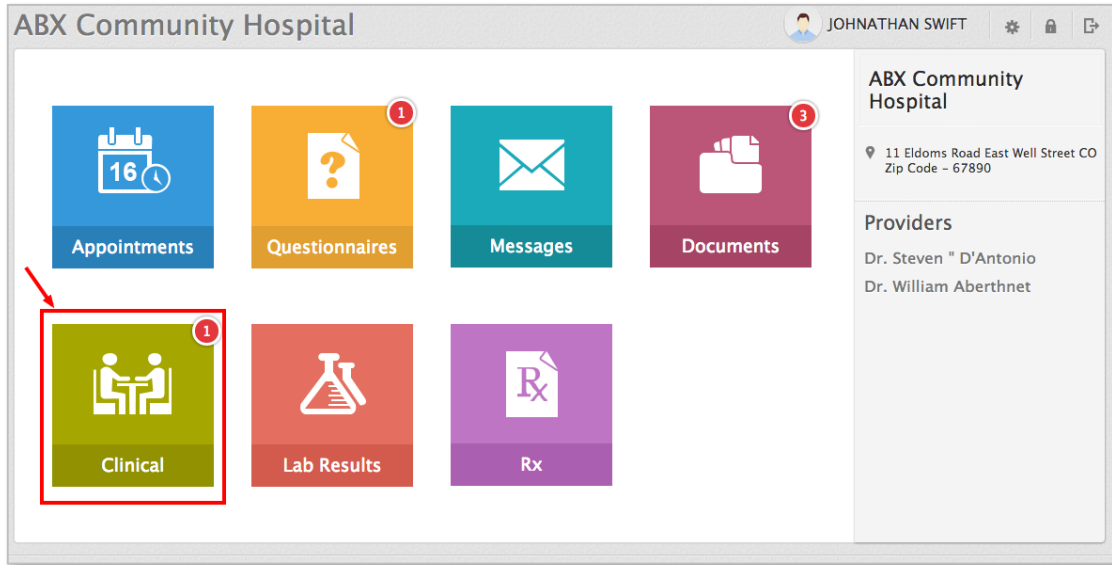 ABX Community Hospital
JOHNATHAN SWIFT
1
3
16
?
Appointments
Questionnaires
Messages
Documents
1
Rx
Clinical
Lab Results
Rx
ABX Community
Hospital
11 Eldoms Road East Well Street CO
Zip Code – 67890
Providers
Dr. Steven " D'Antonio
Dr. William Aberthnet